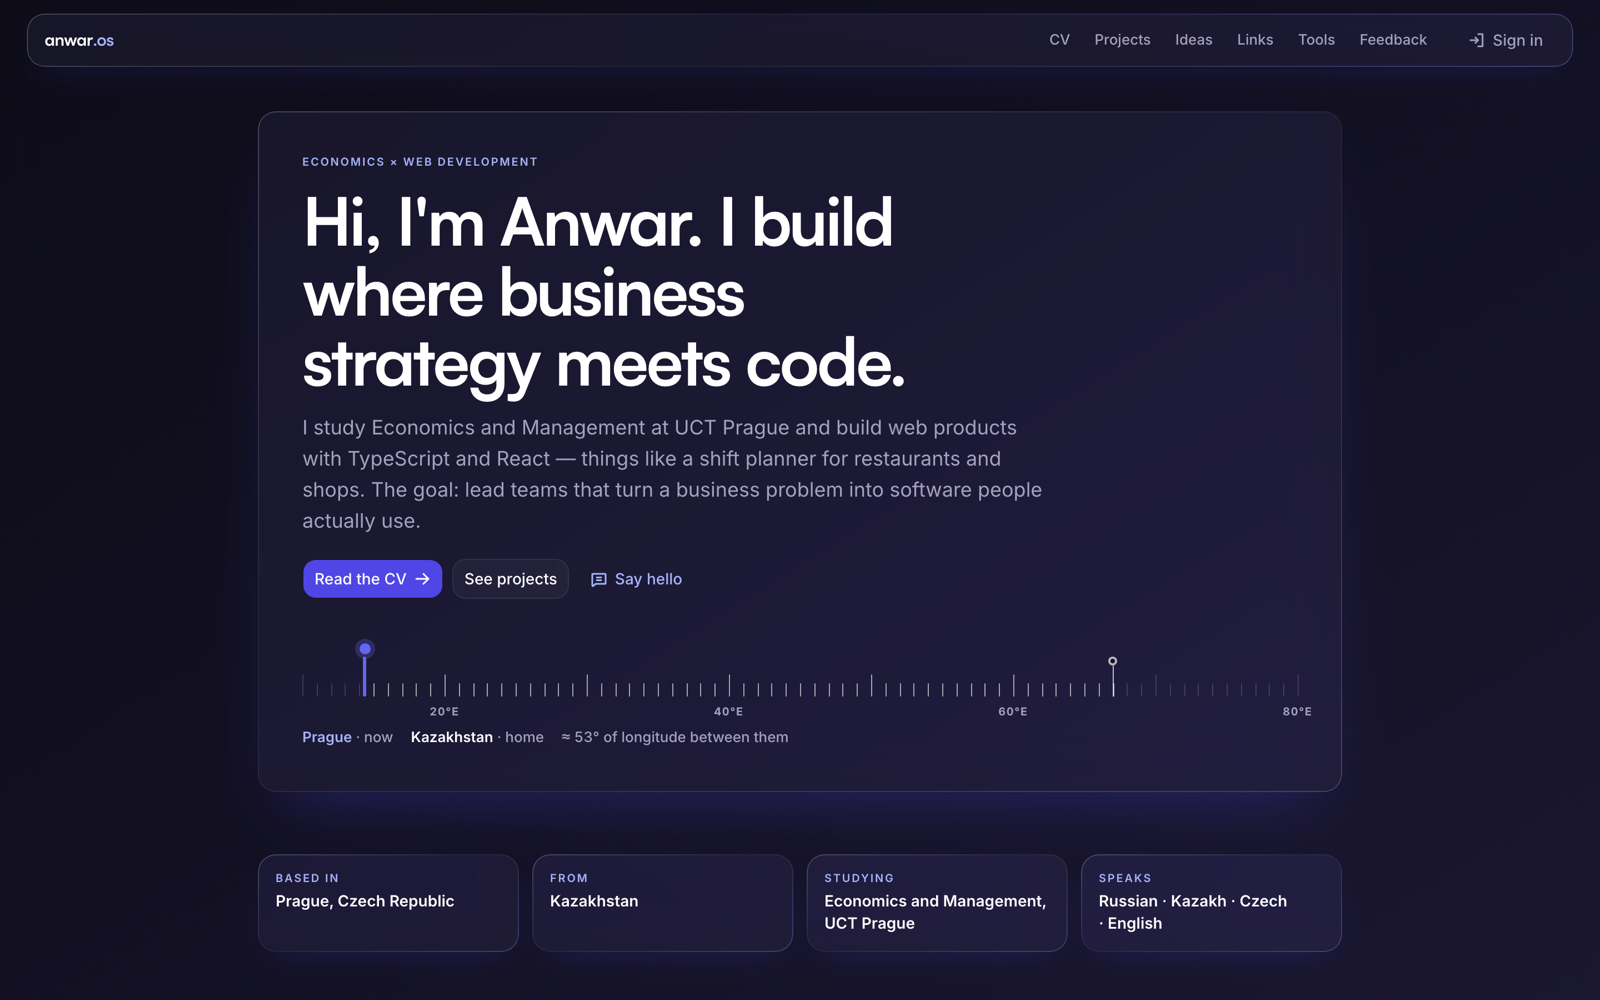 anwar.os
CV Projects Ideas Links Tools Feedback Sign in
ECONOMICS × WEB DEVELOPMENT
Hi, I'm Anwar. I build
where business
strategy meets code.
I study Economics and Management at UCT Prague and build web products
with TypeScript and React — things like a shift planner for restaurants and
shops. The goal: lead teams that turn a business problem into software people
actually use.
Read the CV → See projects Say hello
20°E 40°E 60°E 80°E
Prague · now Kazakhstan · home ≈ 53° of longitude between them
BASED IN
Prague, Czech Republic
FROM
Kazakhstan
STUDYING
Economics and Management,
UCT Prague
SPEAKS
Russian · Kazakh · Czech
· English